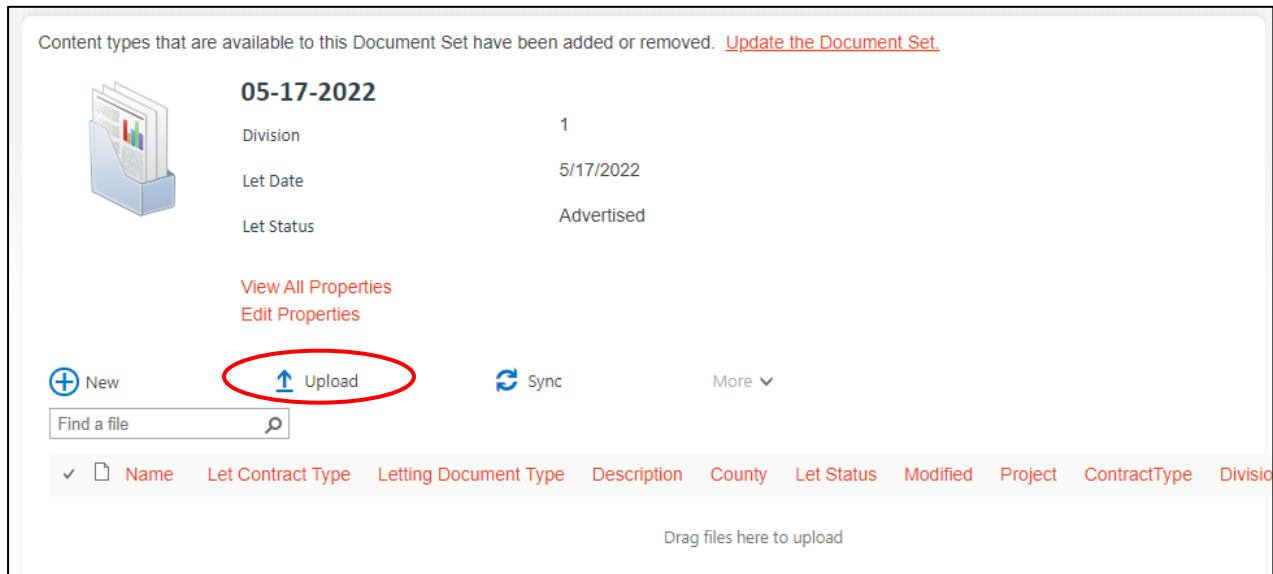 Content types that are available to this Document Set have been added or removed. Update the Document Set.
05-17-2022
Division 1
Let Date 5/17/2022
Let Status Advertised
View All Properties
Edit Properties
New Upload Sync More
Find a file
Name Let Contract Type Letting Document Type Description County Let Status Modified Project ContractType Divisio
Drag files here to upload